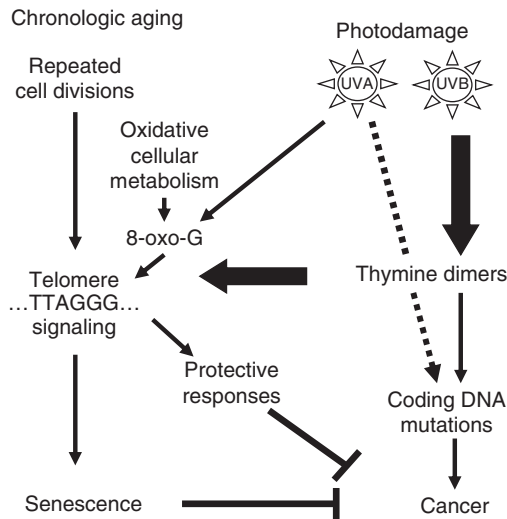 Chronologic aging
Photodamage
Repeated
cell divisions
UVA
UVB
Oxidative
cellular
metabolism
8-oxo-G
Telomere
...TTAGGG...
signaling
Thymine dimers
Protective
responses
Coding DNA
mutations
Senescence
Cancer